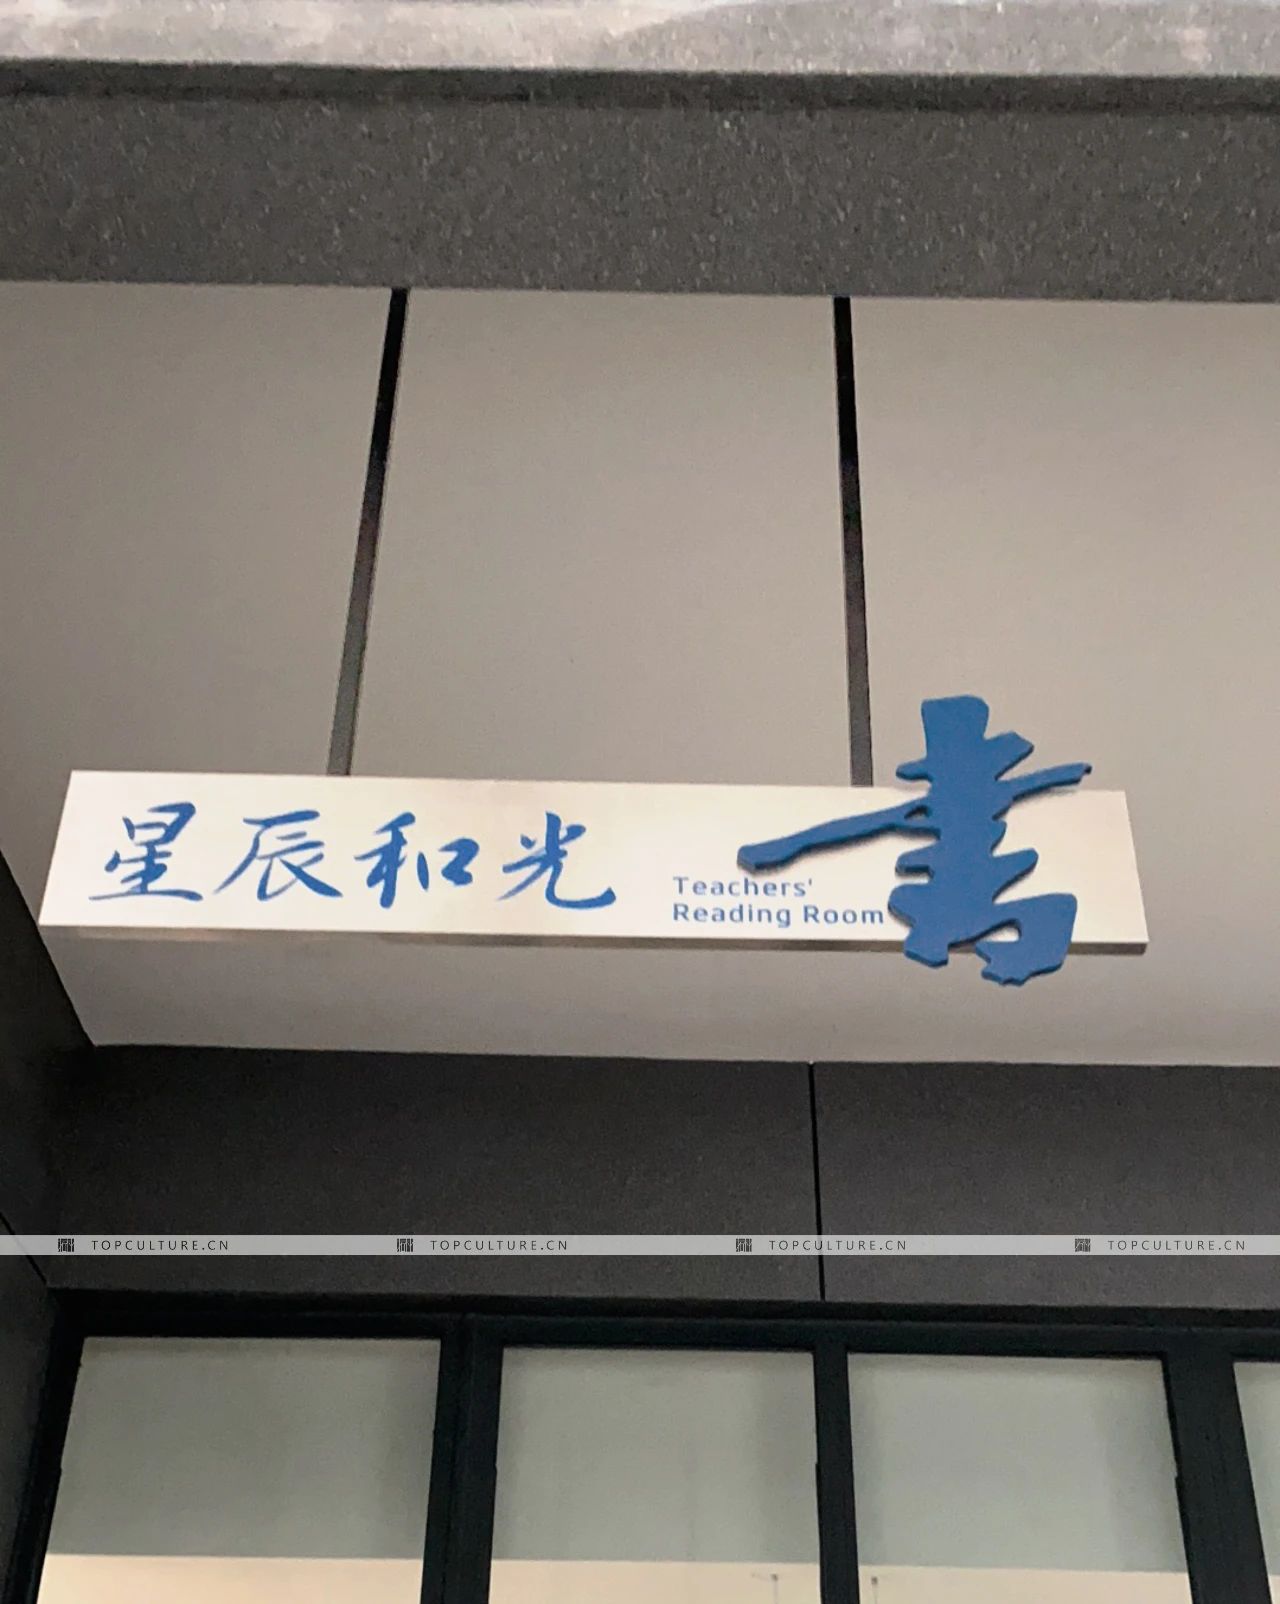 星辰和光
书
Teachers'
Reading Room
TOPCULTURE.CN TOPCULTURE.CN TOPCULTURE.CN TOPCULTURE.CN